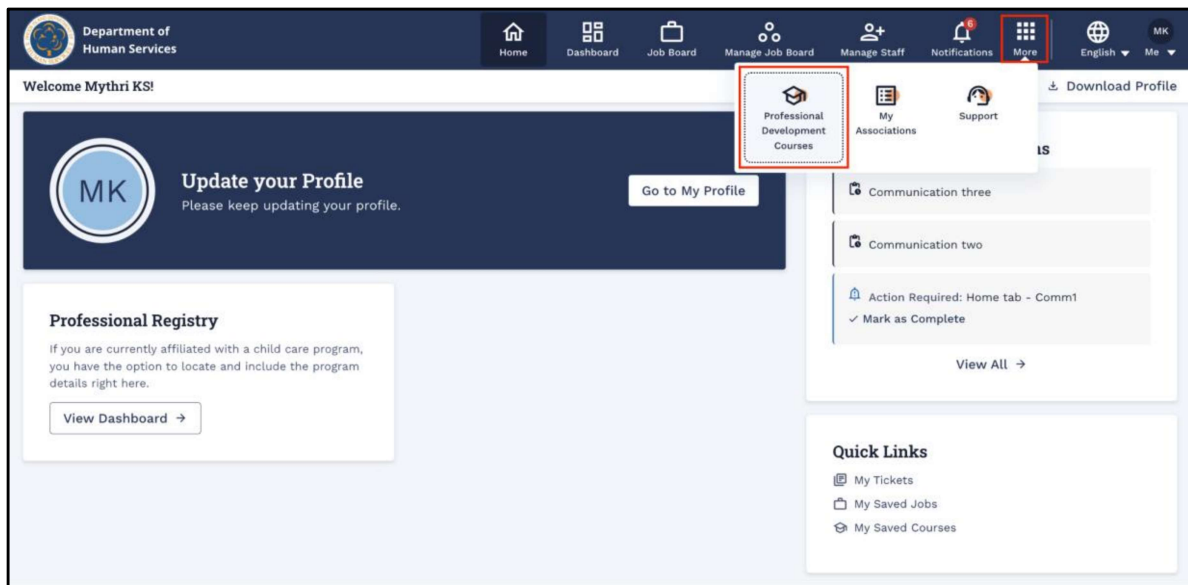 Department of
Human Services
Home
Dashboard
Job Board
Manage Job Board
Manage Staff
6
Notifications
More
English
MK
Me
Welcome Mythri KS!
Download Profile
Professional
Development
Courses
My
Associations
Support
MK
Update your Profile
Please keep updating your profile.
Go to My Profile
Communication three
Communication two
Action Required: Home tab - Comm1
Mark as Complete
View All →
Professional Registry
If you are currently affiliated with a child care program,
you have the option to locate and include the program
details right here.
View Dashboard →
Quick Links
My Tickets
My Saved Jobs
My Saved Courses